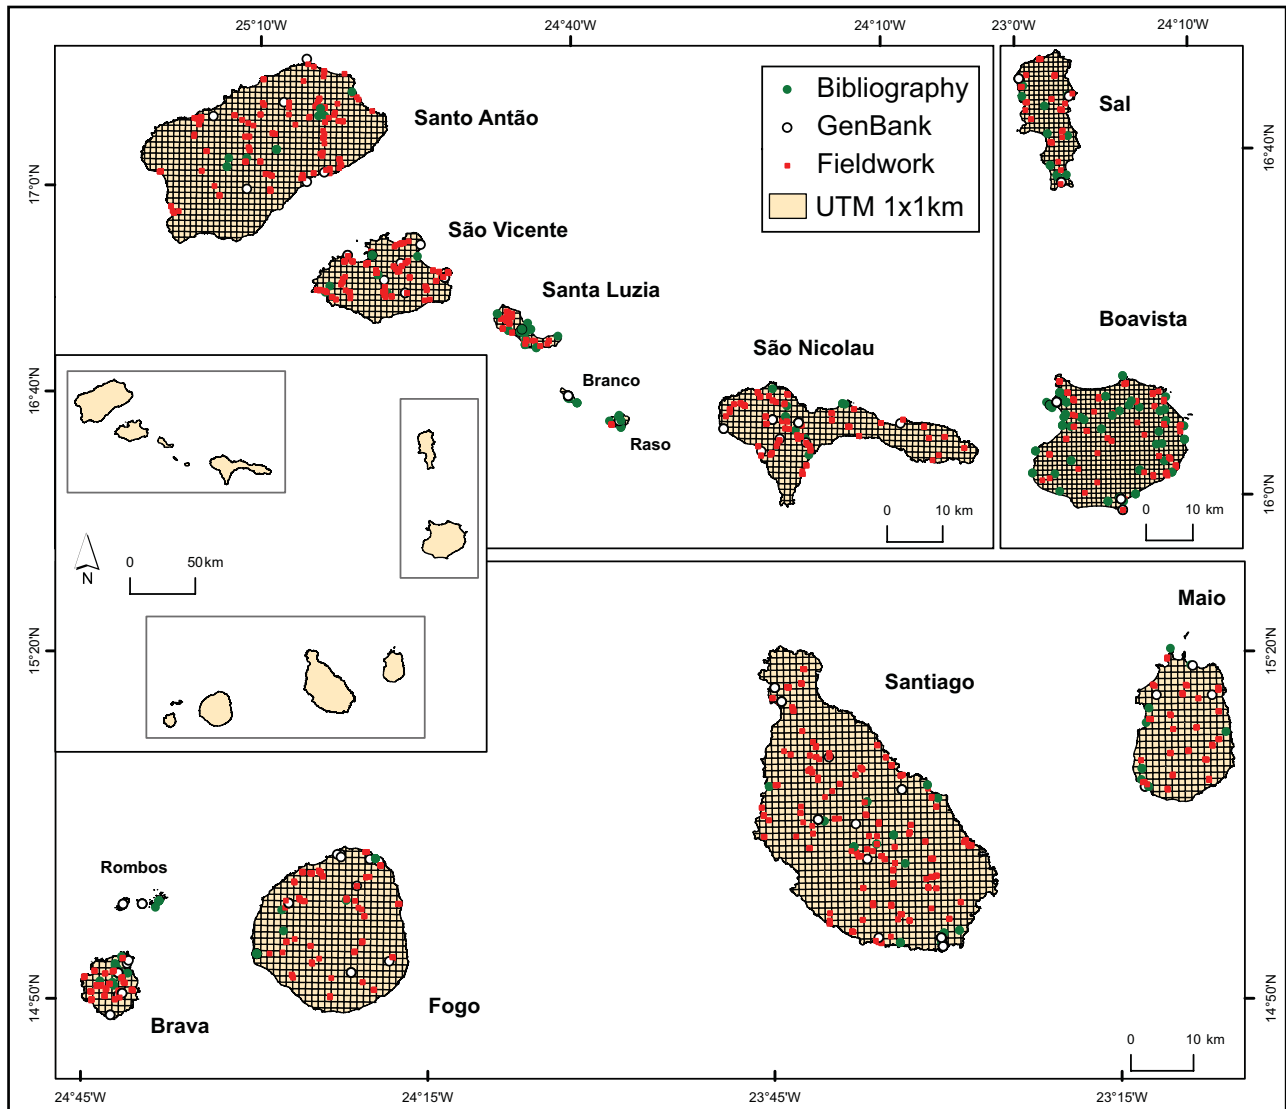 25°10'W
24°40'W
24°10'W
23°0'W
24°10'W
Santo Antão
Bibliography
GenBank
Fieldwork
UTM 1x1km
Sal
16°40'N
17°0'N
São Vicente
Santa Luzia
Boavista
São Nicolau
Branco
Raso
16°40'N
16°0'N
0 10 km
0 10 km
N
0 50 km
Maio
15°20'N
15°20'N
Santiago
Rombos
Fogo
Brava
14°50'N
14°50'N
0 10 km
24°45'W
24°15'W
23°45'W
23°15'W